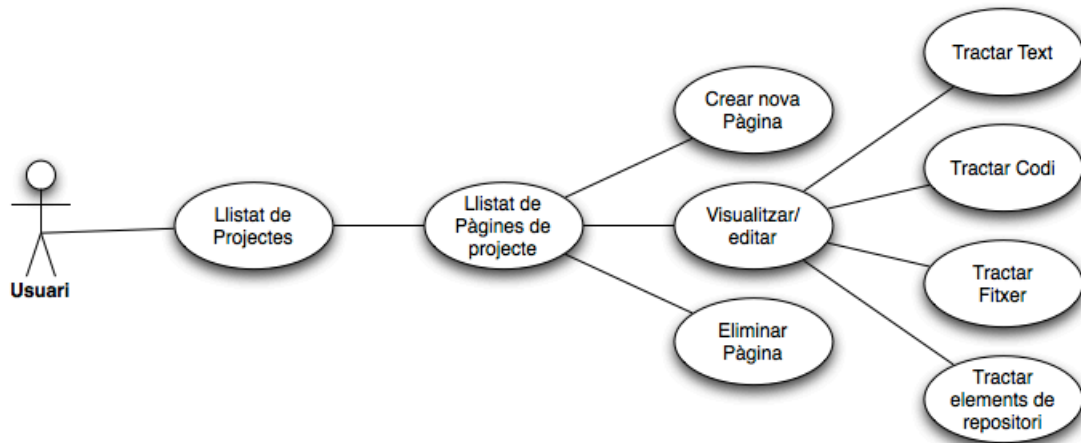 Usuari
Llistat de
Projectes
Llistat de
Pàgines de
projecte
Crear nova
Pàgina
Visualitzar/
editar
Eliminar
Pàgina
Tractar Text
Tractar Codi
Tractar
Fitxer
Tractar
elements de
repositori